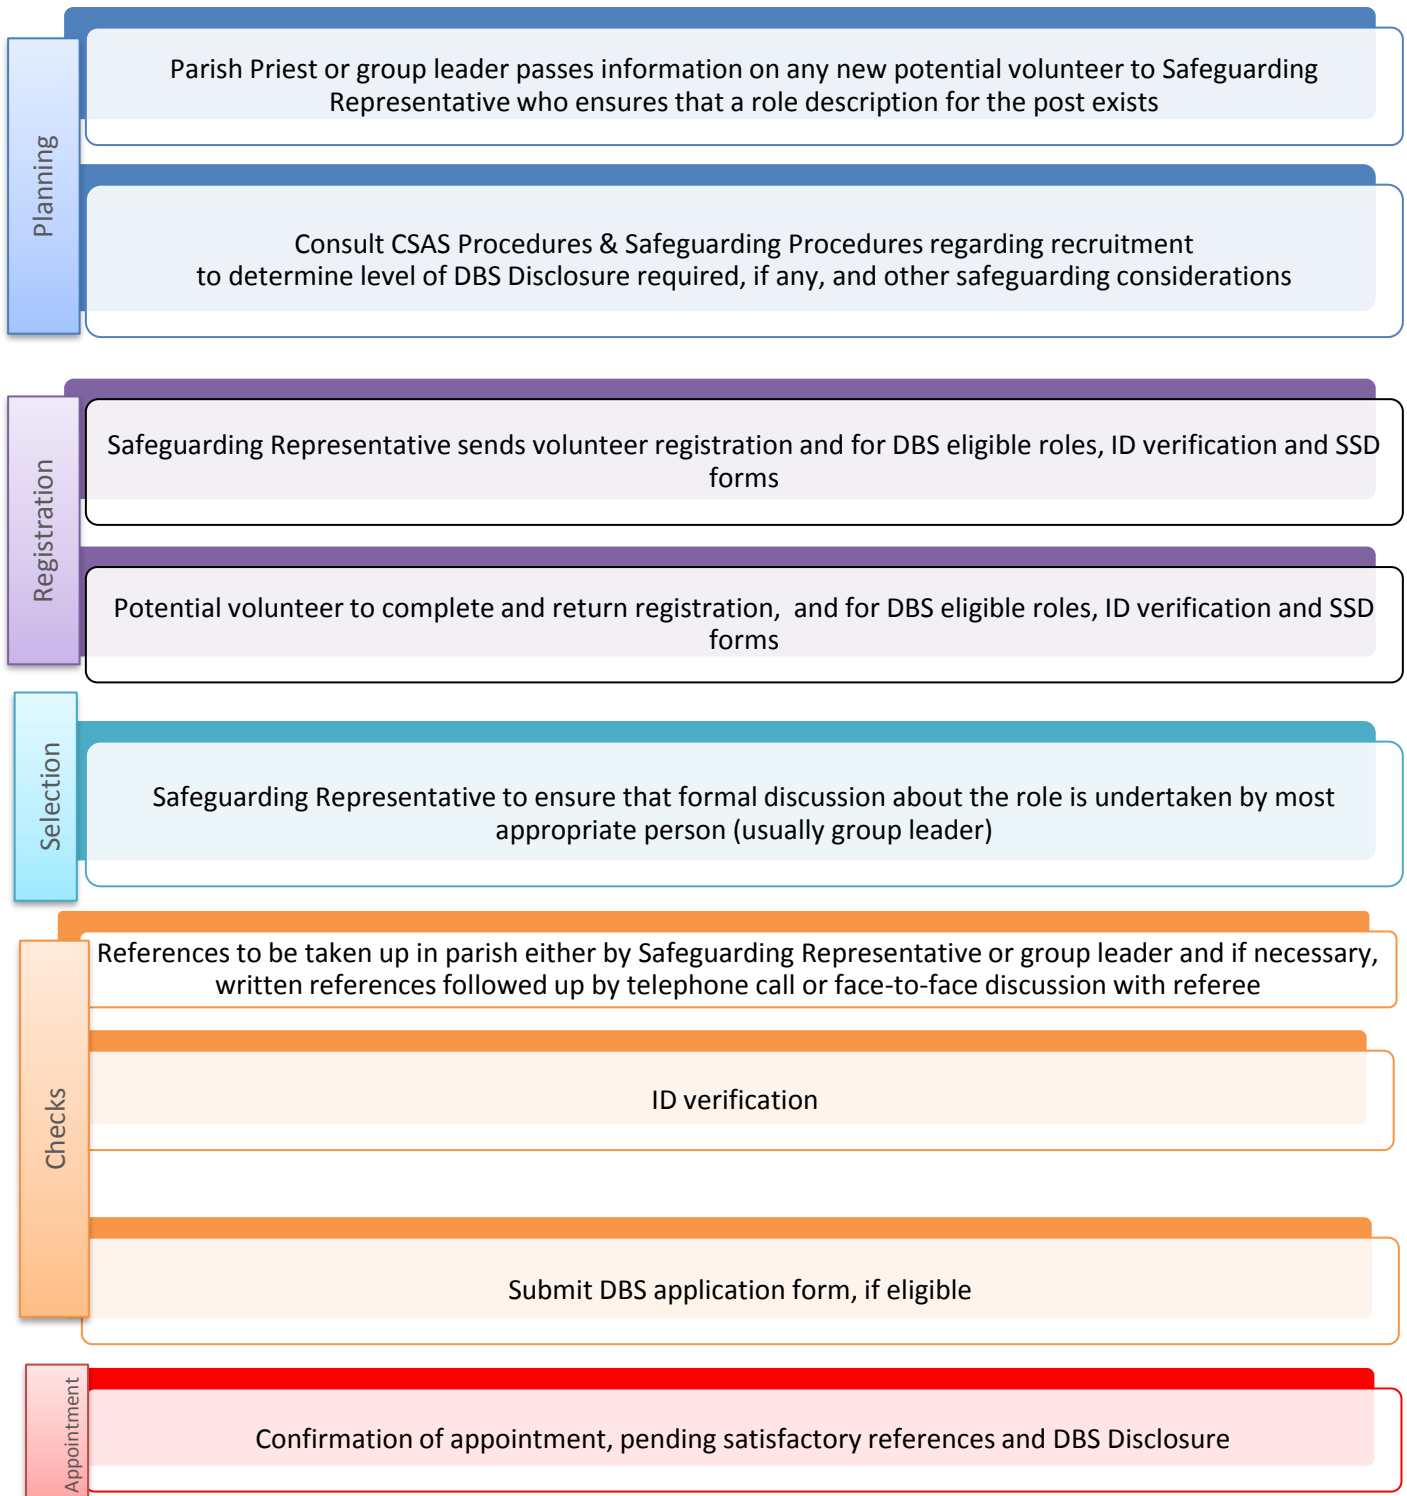 Planning
Parish Priest or group leader passes information on any new potential volunteer to Safeguarding
Representative who ensures that a role description for the post exists
Consult CSAS Procedures & Safeguarding Procedures regarding recruitment
to determine level of DBS Disclosure required, if any, and other safeguarding considerations
Registration
Safeguarding Representative sends volunteer registration and for DBS eligible roles, ID verification and SSD
forms
Potential volunteer to complete and return registration,  and for DBS eligible roles, ID verification and SSD
forms
Selection
Safeguarding Representative to ensure that formal discussion about the role is undertaken by most
appropriate person (usually group leader)
Checks
References to be taken up in parish either by Safeguarding Representative or group leader and if necessary,
written references followed up by telephone call or face-to-face discussion with referee
ID verification
Submit DBS application form, if eligible
Appointment
Confirmation of appointment, pending satisfactory references and DBS Disclosure